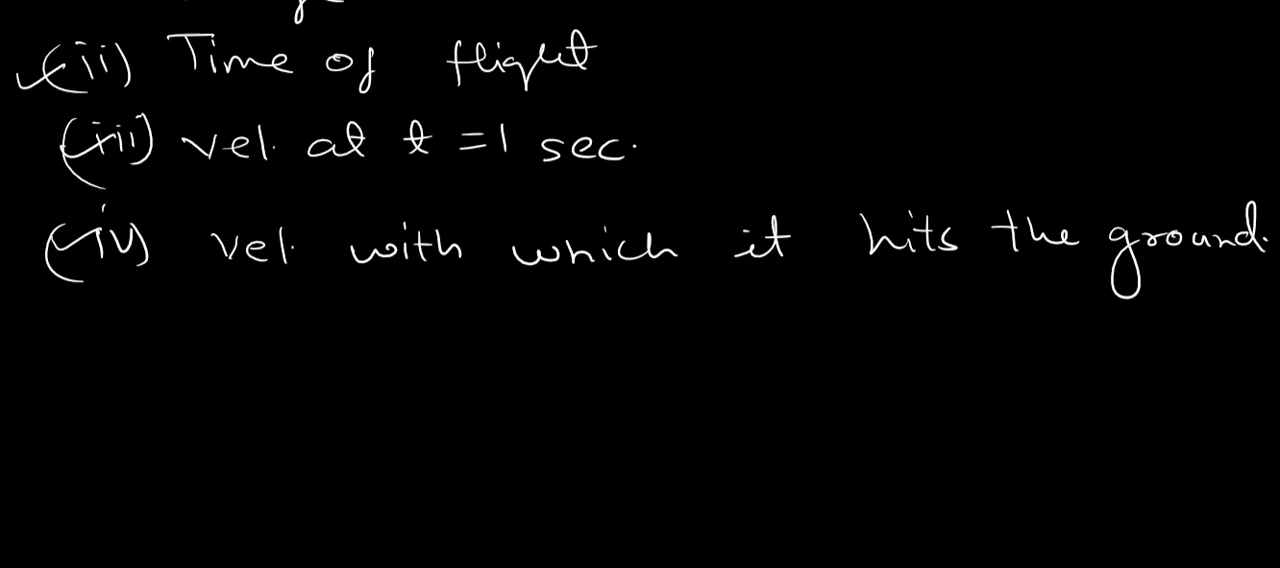 (ii) Time of flight
(iii) vel. at t = 1 sec.
(iv) vel. with which it hits the ground.